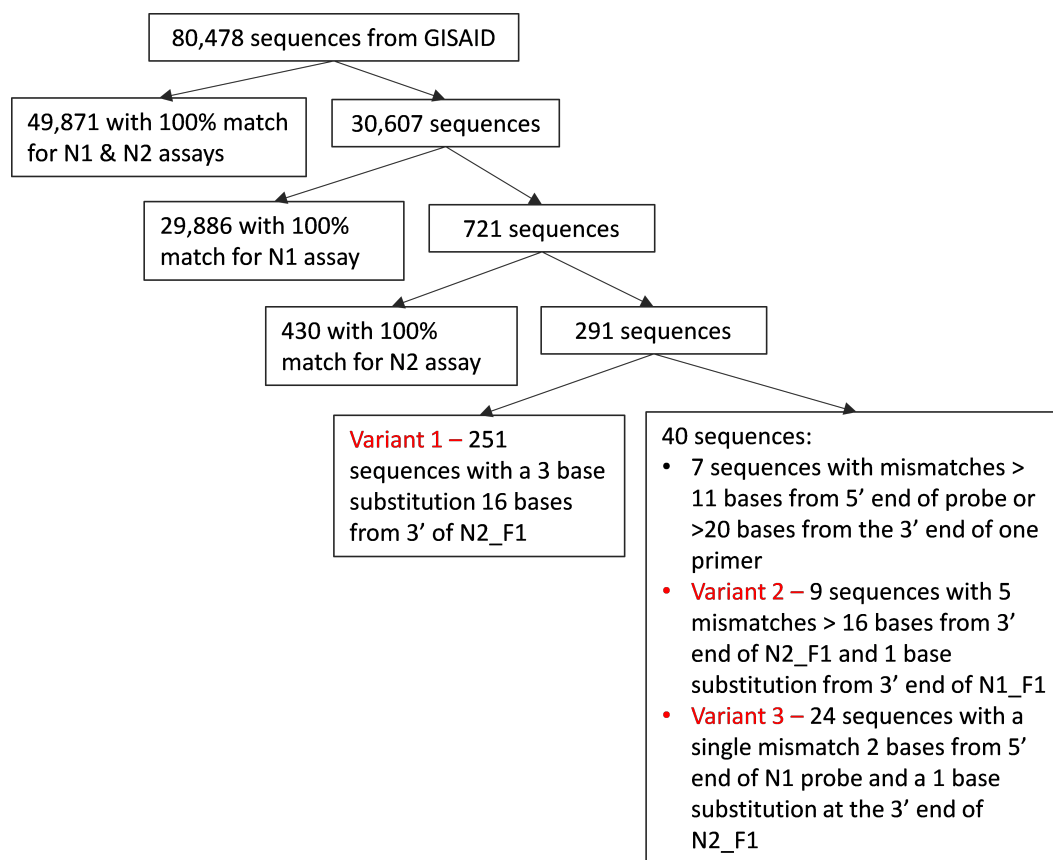 80,478 sequences from GISAID
49,871 with 100% match
for N1 & N2 assays
30,607 sequences
29,886 with 100%
match for N1 assay
721 sequences
430 with 100%
match for N2 assay
291 sequences
Variant 1 – 251
sequences with a 3 base
substitution 16 bases
from 3’ of N2_F1
40 sequences:
• 7 sequences with mismatches >
11 bases from 5’ end of probe or
>20 bases from the 3’ end of one
primer
• Variant 2 – 9 sequences with 5
mismatches > 16 bases from 3’
end of N2_F1 and 1 base
substitution from 3’ end of N1_F1
• Variant 3 – 24 sequences with a
single mismatch 2 bases from 5’
end of N1 probe and a 1 base
substitution at the 3’ end of
N2_F1